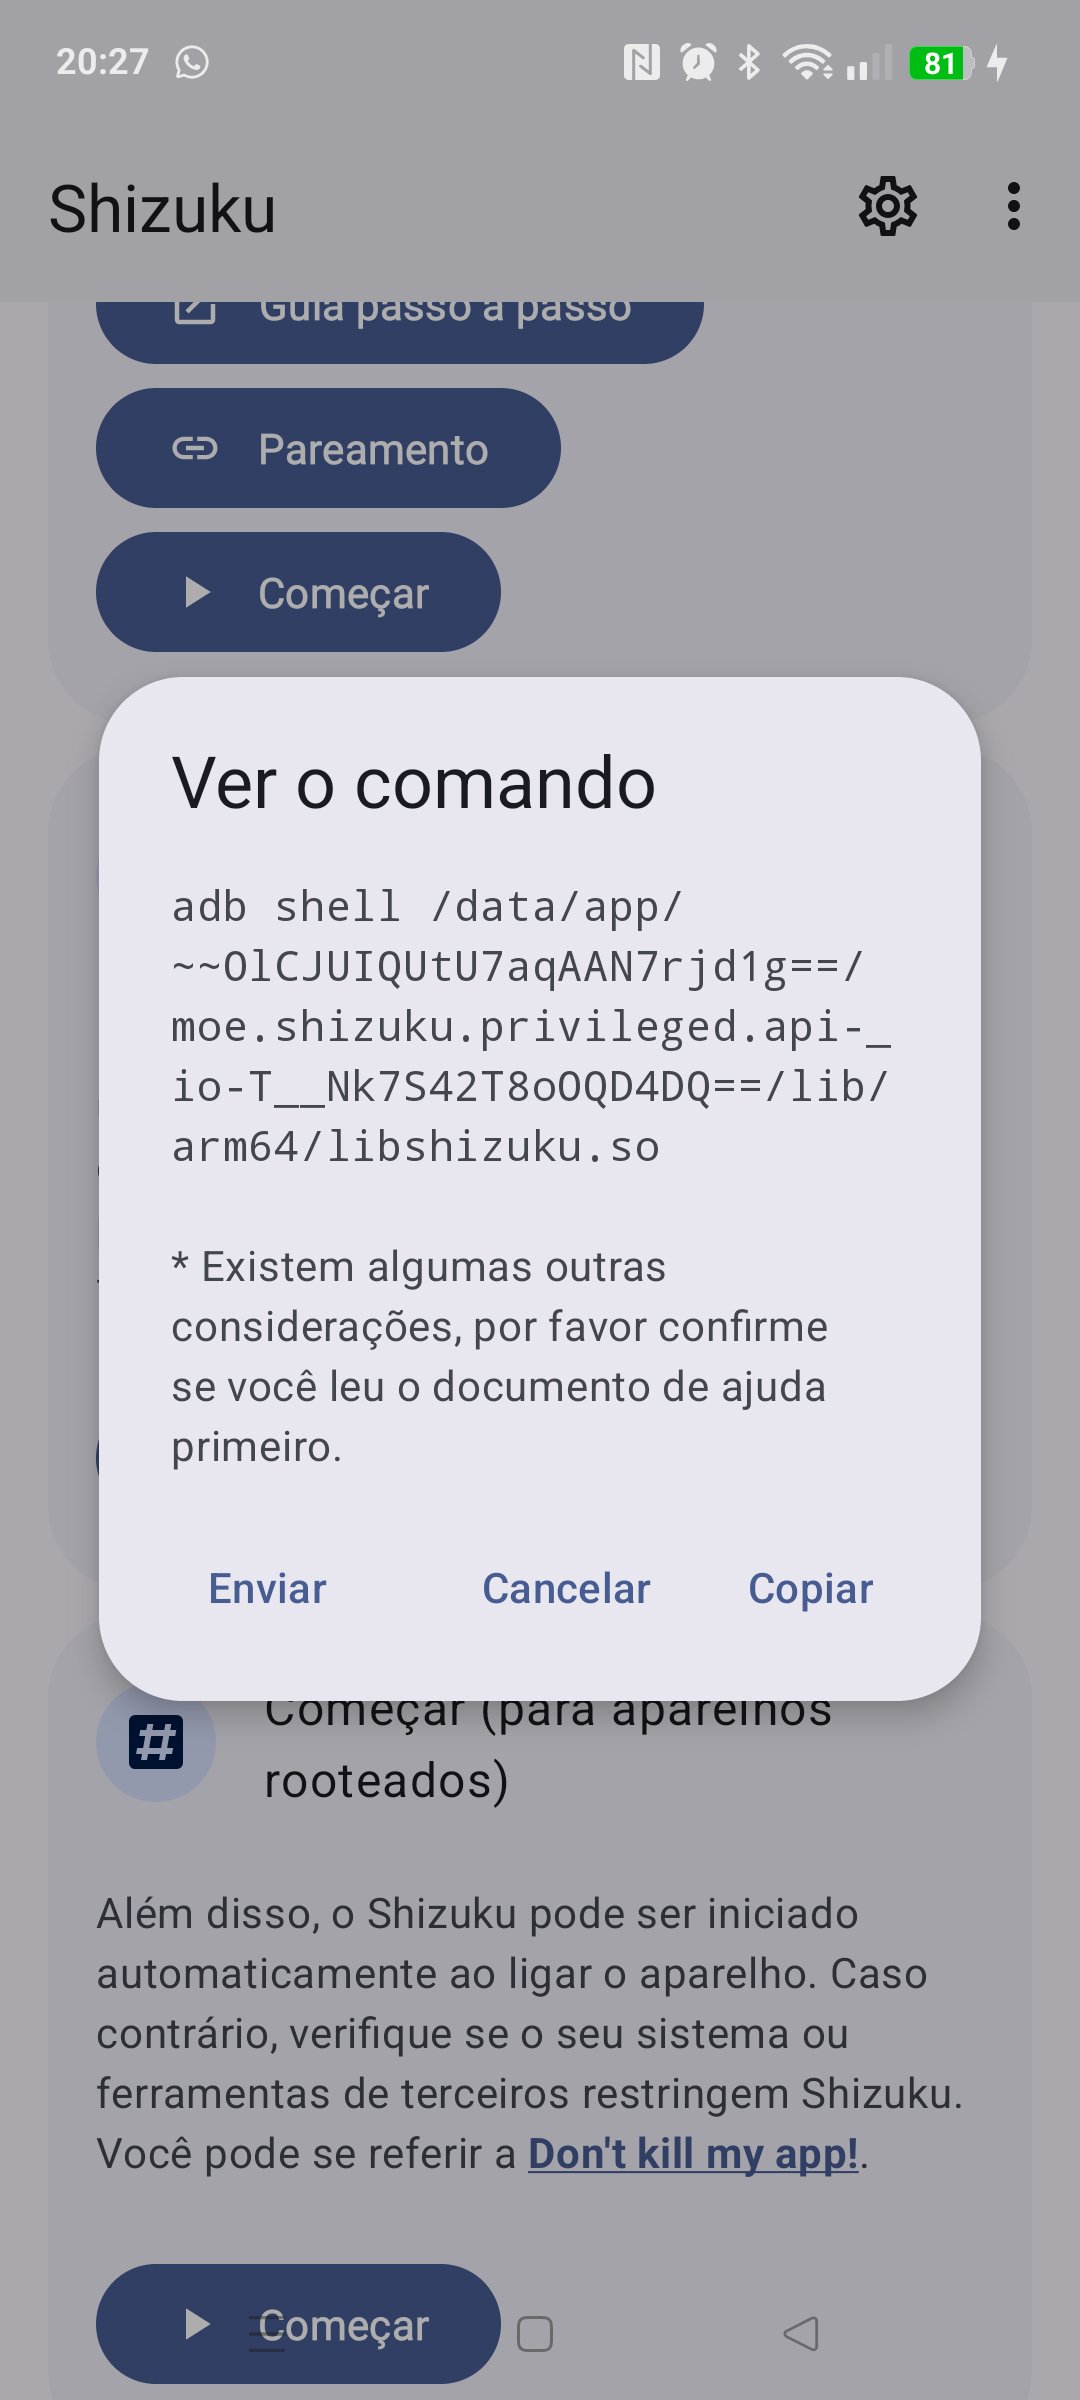 20:27
81
Shizuku
Guia passo a passo
Pareamento
Começar
Ver o comando
adb shell /data/app/
~~OlCJUIQUtU7aqAAN7rjd1g==/
moe.shizuku.privileged.api-_
io-T__Nk7S42T8oOQD4DQ==/lib/
arm64/libshizuku.so
* Existem algumas outras
considerações, por favor confirme
se você leu o documento de ajuda
primeiro.
Enviar Cancelar Copiar
Começar (para aparelhos
rooteados)
Além disso, o Shizuku pode ser iniciado
automaticamente ao ligar o aparelho. Caso
contrário, verifique se o seu sistema ou
ferramentas de terceiros restringem Shizuku.
Você pode se referir a Don't kill my app!.
Começar